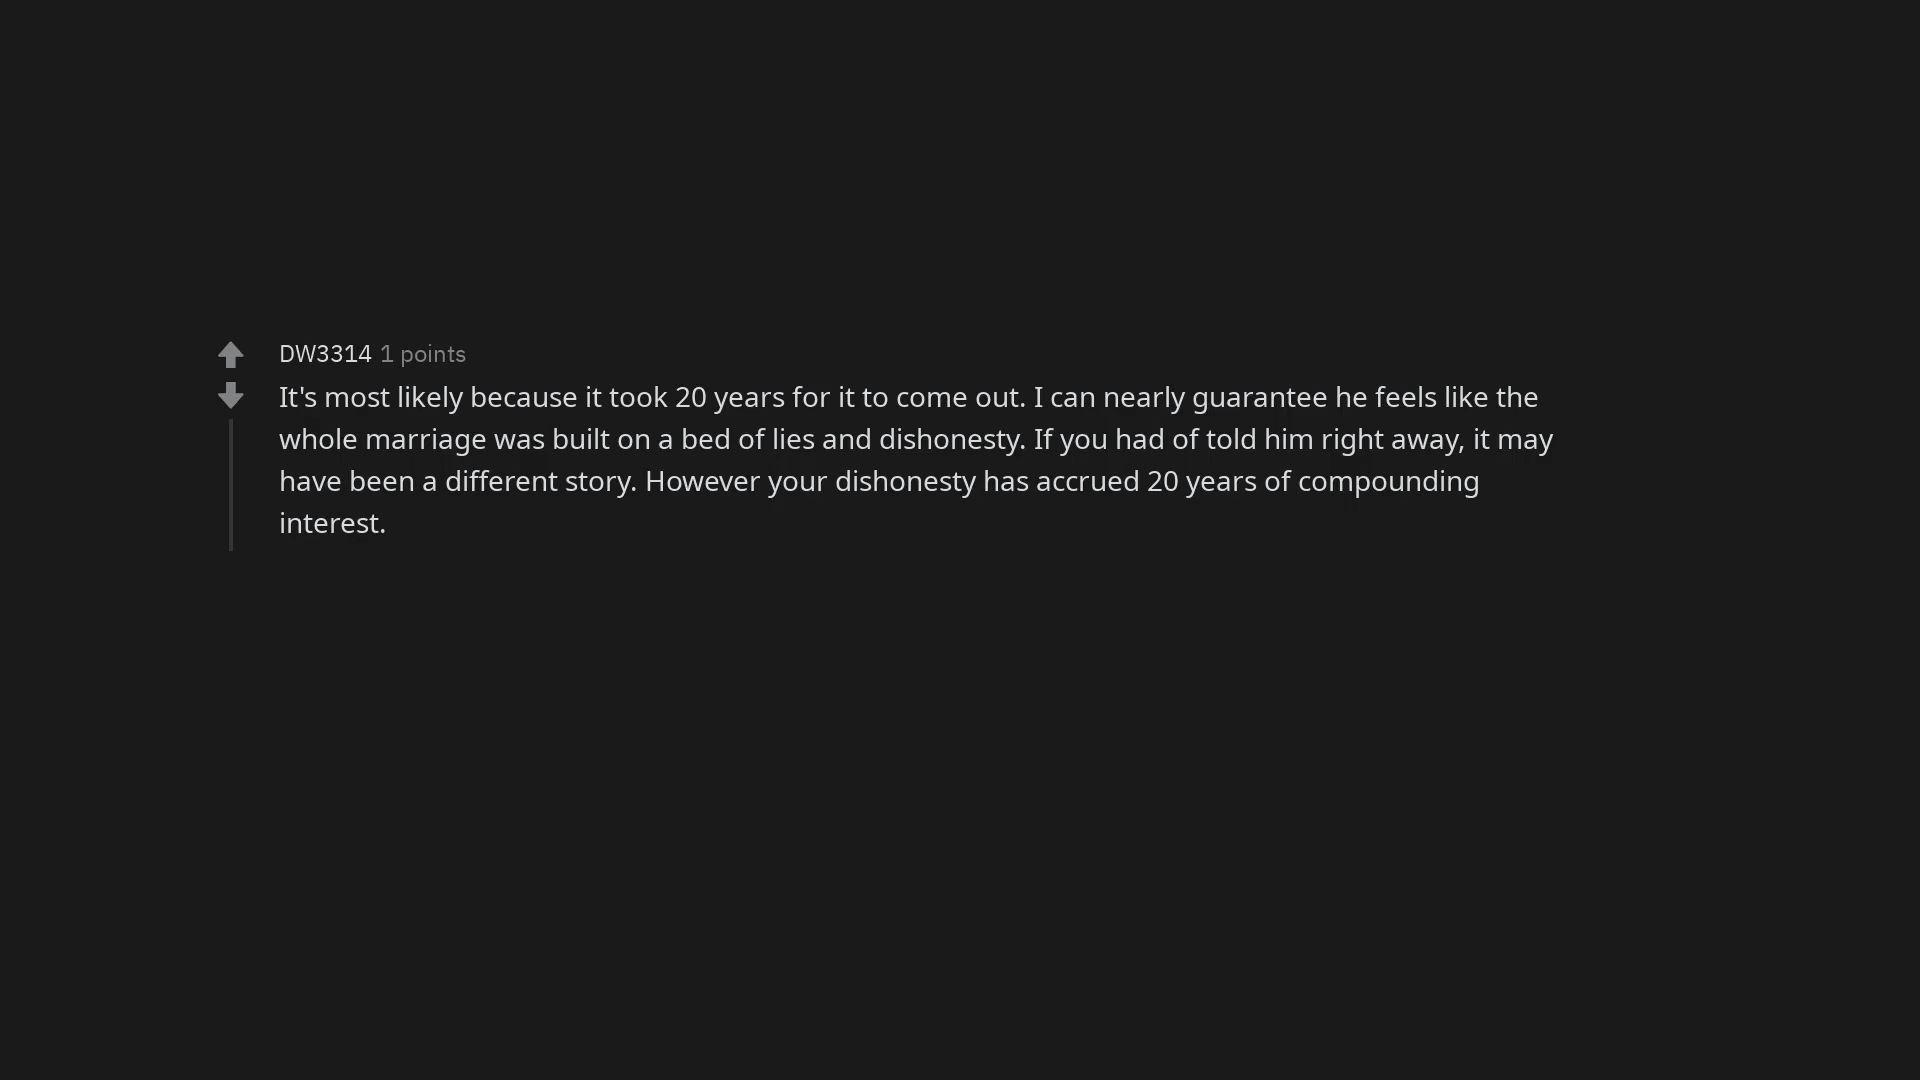 DW3314 1 points
It's most likely because it took 20 years for it to come out. I can nearly guarantee he feels like the
whole marriage was built on a bed of lies and dishonesty. If you had of told him right away, it may
have been a different story. However your dishonesty has accrued 20 years of compounding
interest.